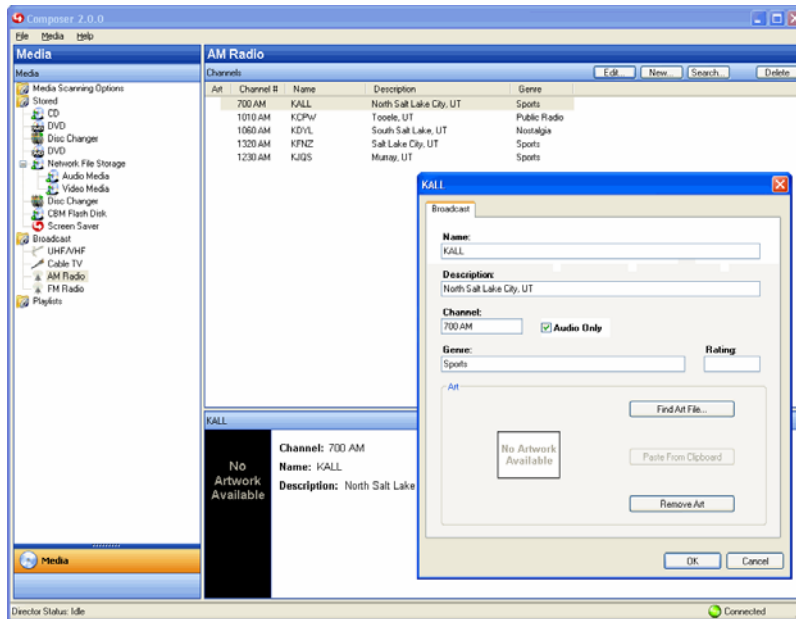 Composer 2.0.0
File Media Help
Media
Media
Media Scanning Options
Stored
CD
DVD
Disc Changer
DVD
Network File Storage
Audio Media
Video Media
Disc Changer
CBM Flash Disk
Screen Saver
Broadcast
UHF/VHF
Cable TV
AM Radio
FM Radio
Playlists
Media
AM Radio
Channels Edit... New... Search... Delete
Art Channel # Name Description Genre
700 AM KALL North Salt Lake City, UT Sports
1010 AM KCPW Tooele, UT Public Radio
1060 AM KDYL South Salt Lake, UT Nostalgia
1320 AM KFNZ Salt Lake City, UT Sports
1230 AM KJQS Murray, UT Sports
KALL
No Artwork Available
Channel: 700 AM
Name: KALL
Description: North Salt Lake
KALL
Broadcast
Name:
KALL
Description:
North Salt Lake City, UT
Channel:
700 AM Audio Only
Genre: Rating:
Sports
Art
Find Art File...
No Artwork
Available
Paste From Clipboard
Remove Art
OK Cancel
Director Status: Idle Connected